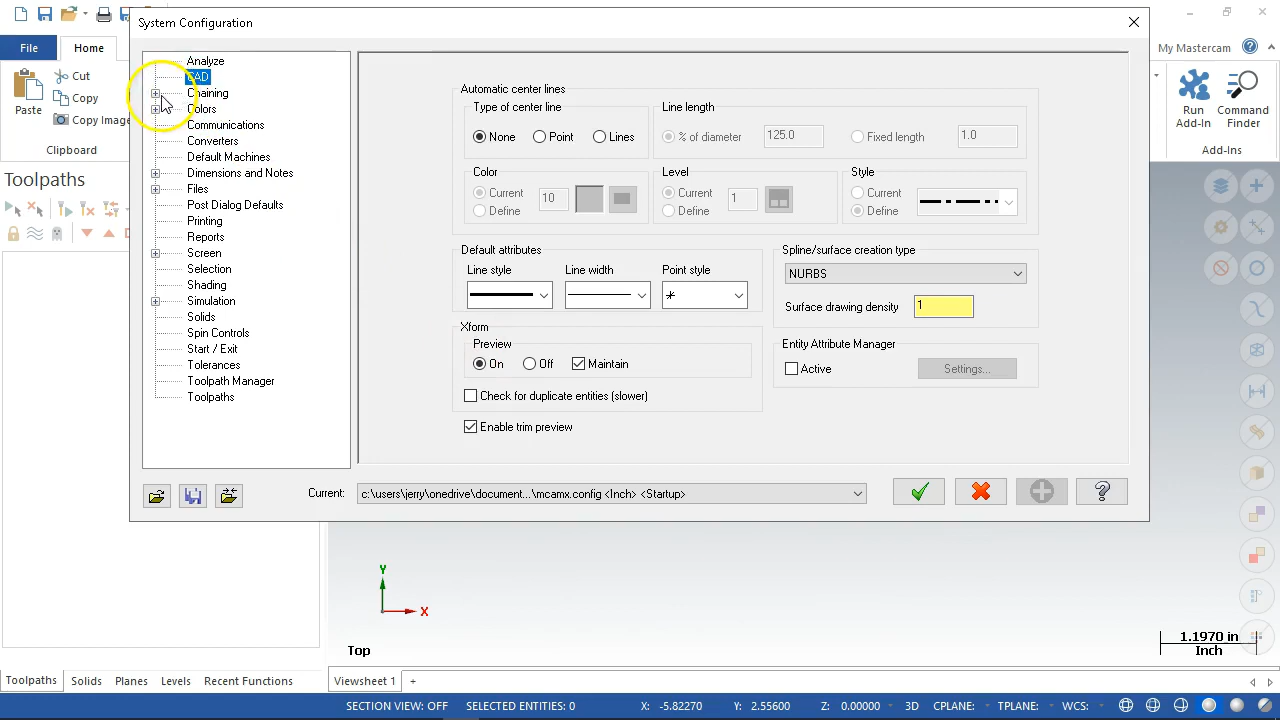 System Configuration
File
Home
My Mastercam
Paste
Cut
Copy
Copy Image
Clipboard
Run Add-In
Command Finder
Add-Ins
Toolpaths
Analyze
CAD
Chaining
Colors
Communications
Converters
Default Machines
Dimensions and Notes
Files
Post Dialog Defaults
Printing
Reports
Screen
Selection
Shading
Simulation
Solids
Spin Controls
Start / Exit
Tolerances
Toolpath Manager
Toolpaths
Automatic center lines
Type of center line
None
Point
Lines
Line length
% of diameter
125.0
Fixed length
1.0
Color
Current
Define
10
Level
Current
Define
1
Style
Current
Define
Default attributes
Line style
Line width
Point style
Spline/surface creation type
NURBS
Surface drawing density
1
Xform
Preview
On
Off
Maintain
Check for duplicate entities (slower)
Enable trim preview
Entity Attribute Manager
Active
Settings...
Current:
c:\users\jerry\onedrive\document...\mcamx.config <Inch> <Startup>
Y
X
Top
1.1970 in
Inch
Toolpaths
Solids
Planes
Levels
Recent Functions
Viewsheet 1
+
SECTION VIEW: OFF
SELECTED ENTITIES: 0
X: -5.82270
Y: 2.55600
Z: 0.00000
3D
CPLANE:
TPLANE:
WCS: